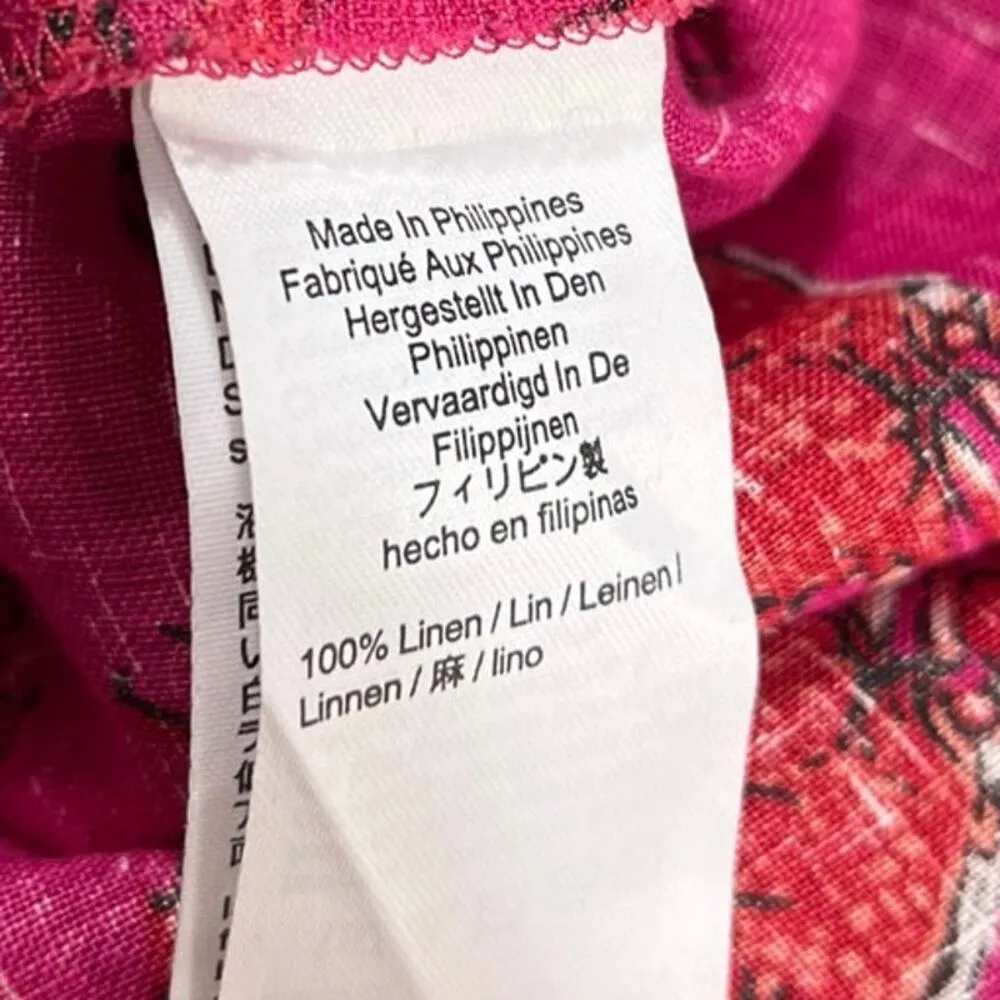 Made In Philippines
Fabriqué Aux Philippines
Hergestellt In Den
Philippinen
Vervaardigd In De
Filippijnen
フィリピン製
hecho en filipinas
100% Linen / Lin / Leinen /
Linnen / 麻 / lino